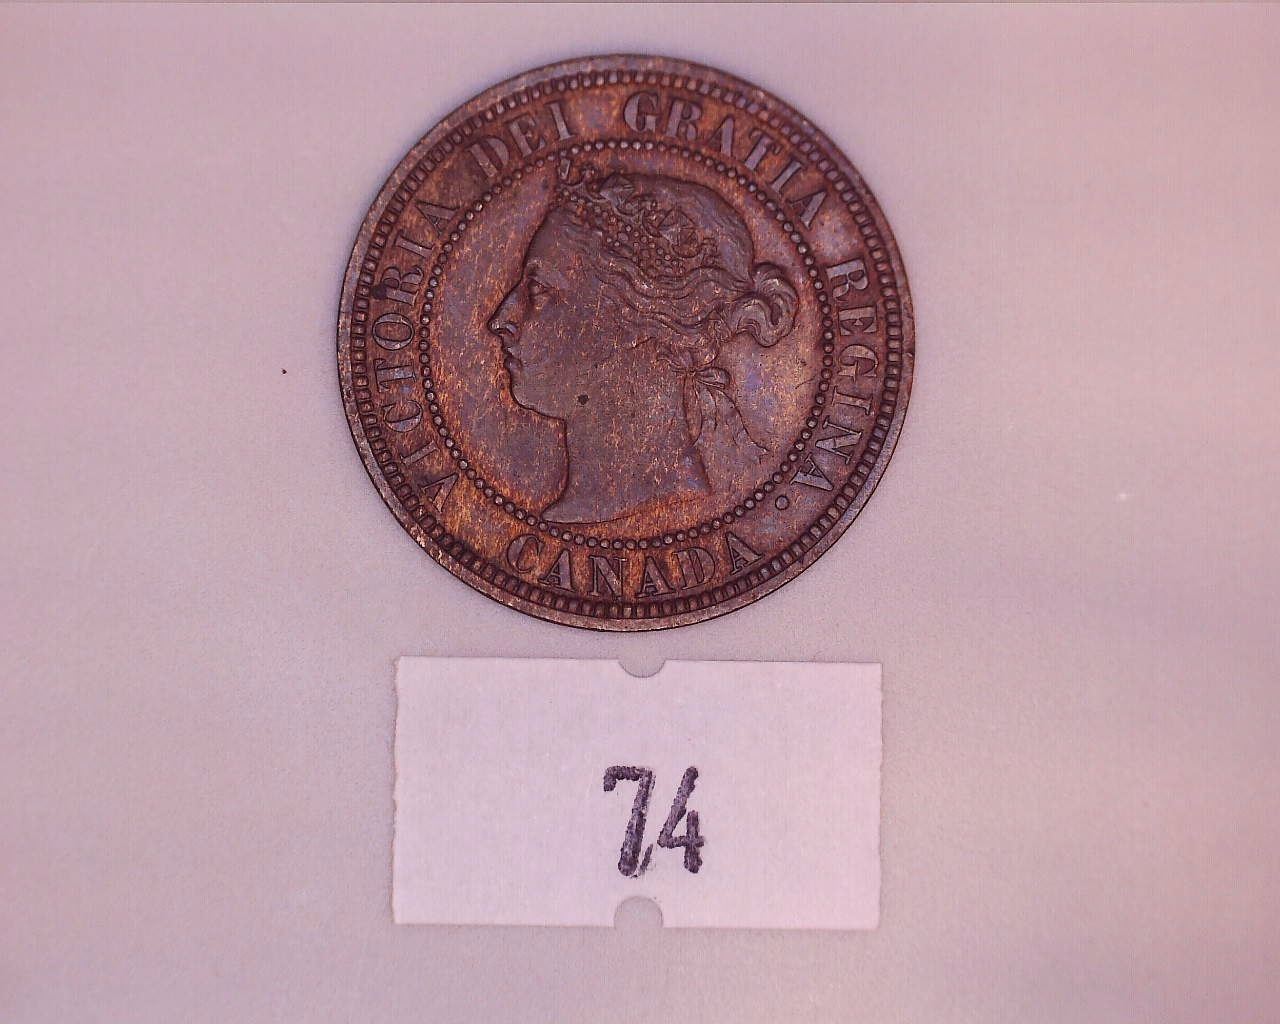 VICTORIA DEI GRATIA REGINA.
CANADA
74